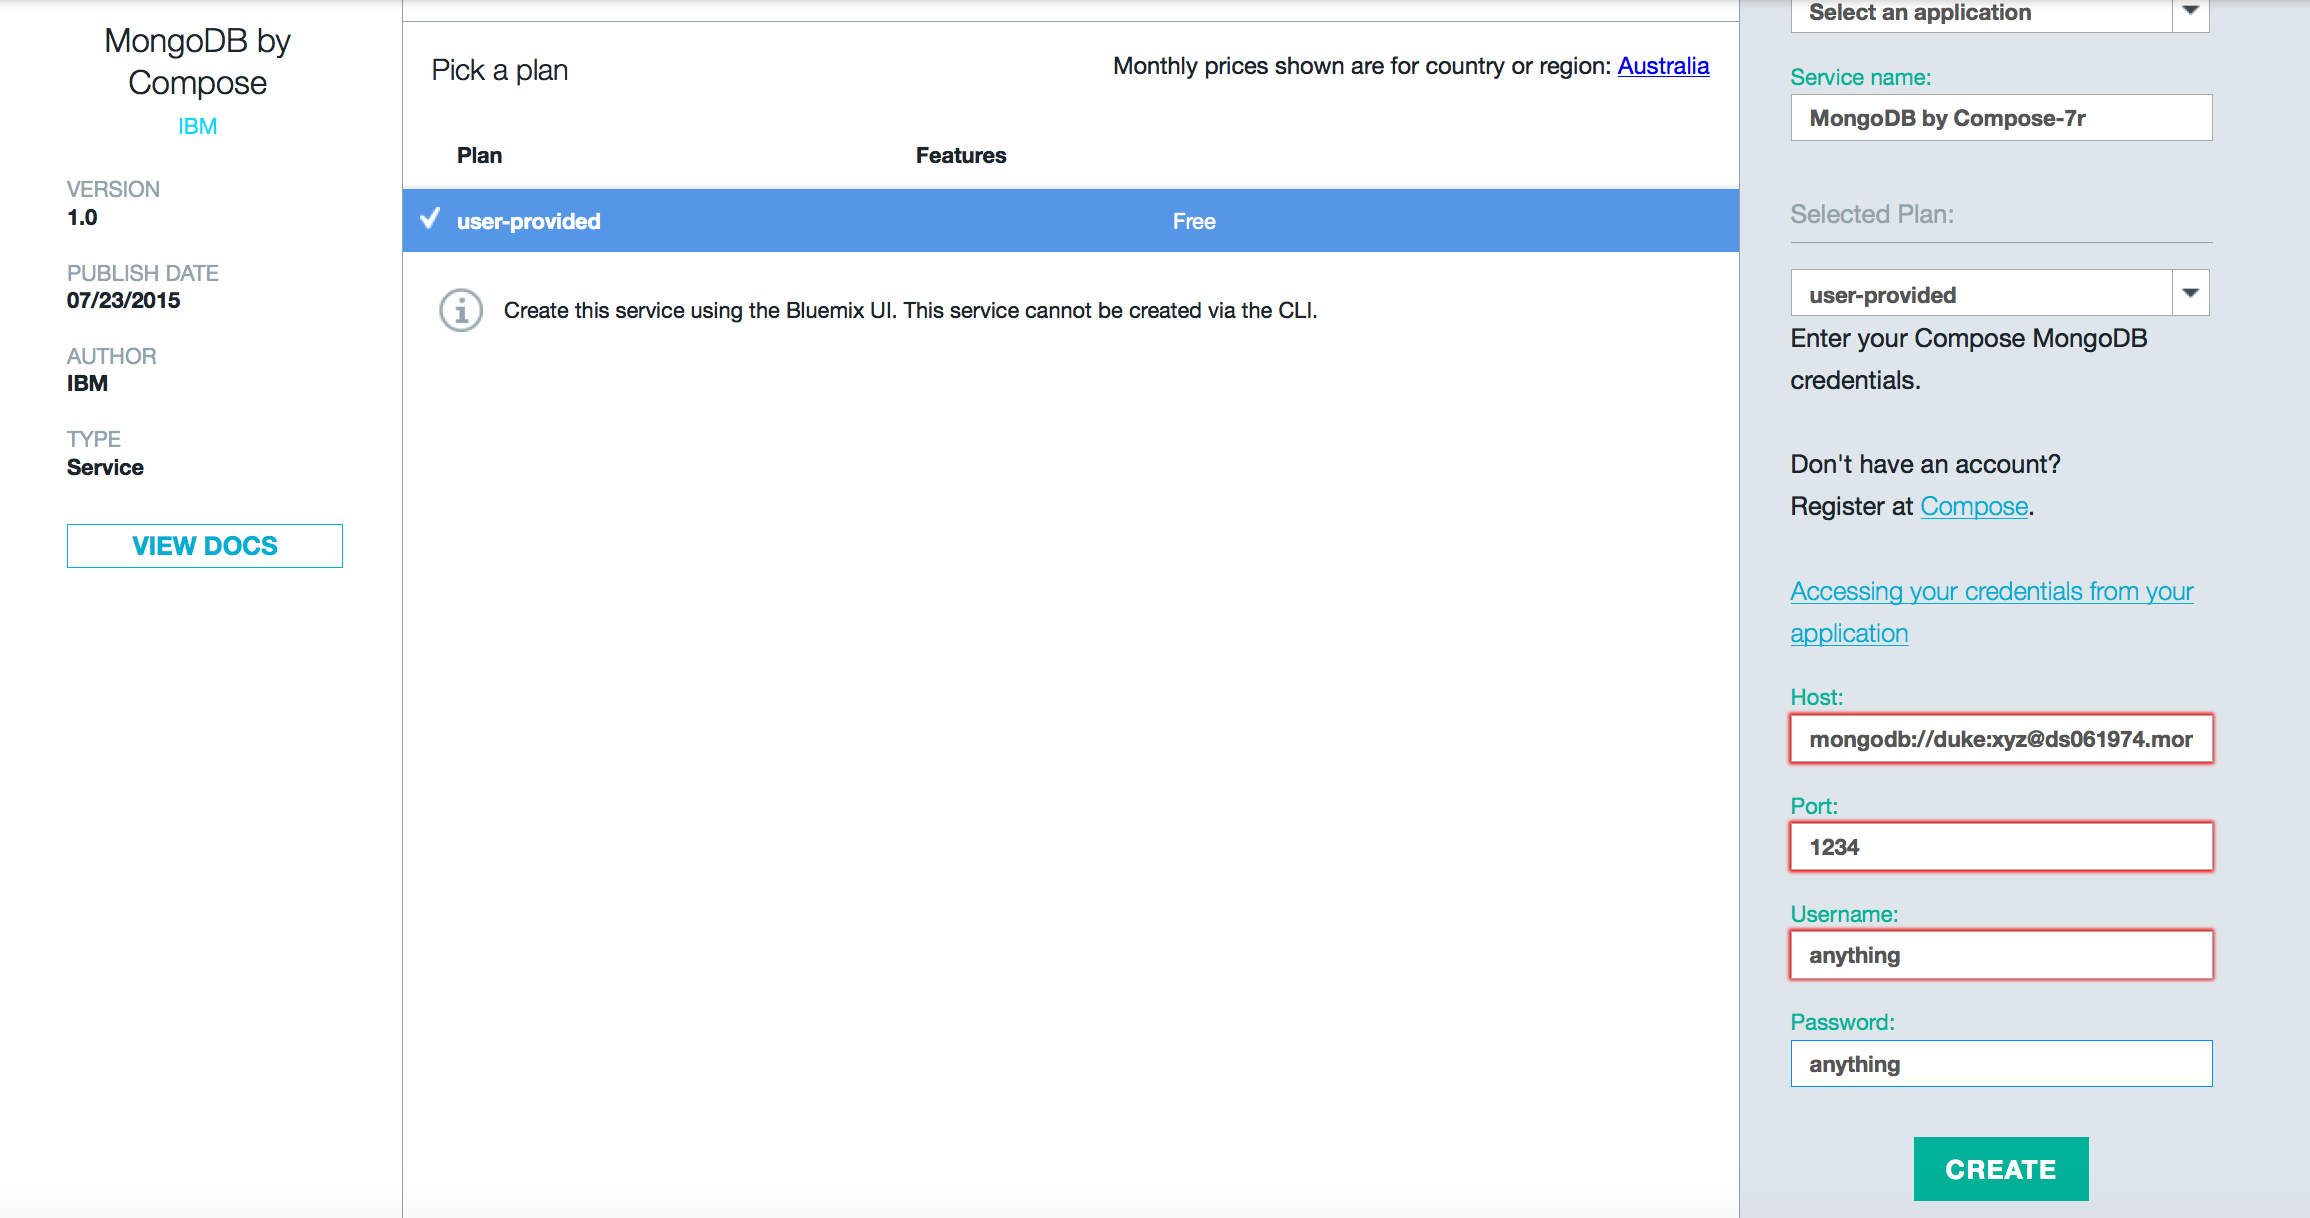 MongoDB by
Compose
IBM
VERSION
1.0
PUBLISH DATE
07/23/2015
AUTHOR
IBM
TYPE
Service
VIEW DOCS
Pick a plan
Monthly prices shown are for country or region: Australia
Plan Features
user-provided Free
Create this service using the Bluemix UI. This service cannot be created via the CLI.
Select an application
Service name:
MongoDB by Compose-7r
Selected Plan:
user-provided
Enter your Compose MongoDB
credentials.
Don't have an account?
Register at Compose.
Accessing your credentials from your
application
Host:
mongodb://duke:xyz@ds061974.mor
Port:
1234
Username:
anything
Password:
anything
CREATE